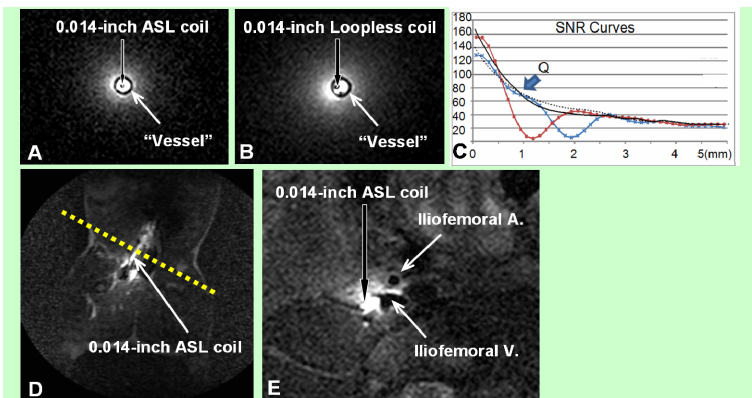 0.014-inch ASL coil
"Vessel"
A
0.014-inch Loopless coil
"Vessel"
B
SNR Curves
180
160
140
120
100
80
60
40
20
Q
C
0 1 2 3 4 5(mm)
0.014-inch ASL coil
D
0.014-inch ASL coil
Iliofemoral A.
Iliofemoral V.
E